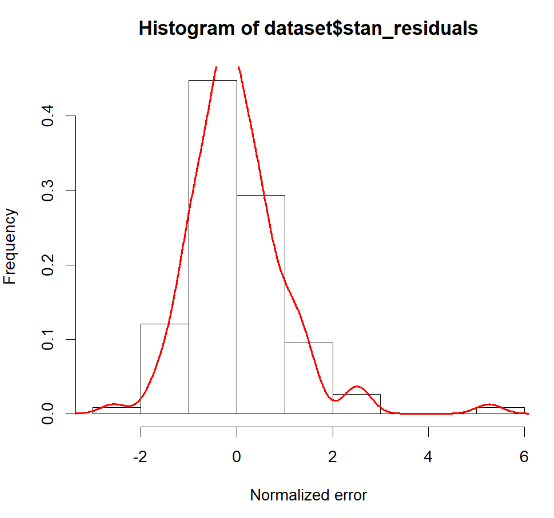 Histogram of dataset$stan_residuals
Frequency
0.4
0.3
0.2
0.1
0.0
-2 0 2 4 6
Normalized error